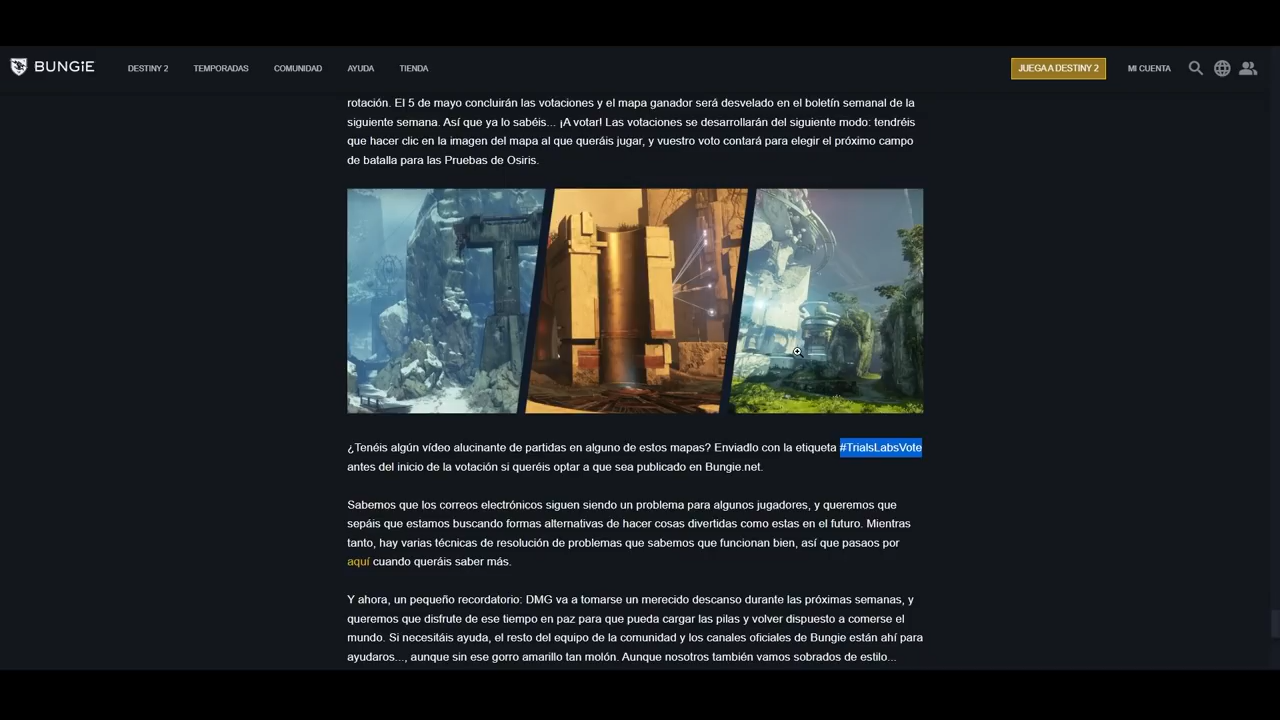 BUNGiE
DESTINY 2
TEMPORADAS
COMUNIDAD
AYUDA
TIENDA
JUEGA A DESTINY 2
MI CUENTA
rotación. El 5 de mayo concluirán las votaciones y el mapa ganador será desvelado en el boletín semanal de la
siguiente semana. Así que ya lo sabéis... ¡A votar! Las votaciones se desarrollarán del siguiente modo: tendréis
que hacer clic en la imagen del mapa al que queráis jugar, y vuestro voto contará para elegir el próximo campo
de batalla para las Pruebas de Osiris.
¿Tenéis algún vídeo alucinante de partidas en alguno de estos mapas? Enviadlo con la etiqueta #TrialsLabsVote
antes del inicio de la votación si queréis optar a que sea publicado en Bungie.net.
Sabemos que los correos electrónicos siguen siendo un problema para algunos jugadores, y queremos que
sepáis que estamos buscando formas alternativas de hacer cosas divertidas como estas en el futuro. Mientras
tanto, hay varias técnicas de resolución de problemas que sabemos que funcionan bien, así que pasaos por
aquí cuando queráis saber más.
Y ahora, un pequeño recordatorio: DMG va a tomarse un merecido descanso durante las próximas semanas, y
queremos que disfrute de ese tiempo en paz para que pueda cargar las pilas y volver dispuesto a comerse el
mundo. Si necesitáis ayuda, el resto del equipo de la comunidad y los canales oficiales de Bungie están ahí para
ayudaros..., aunque sin ese gorro amarillo tan molón. Aunque nosotros también vamos sobrados de estilo...